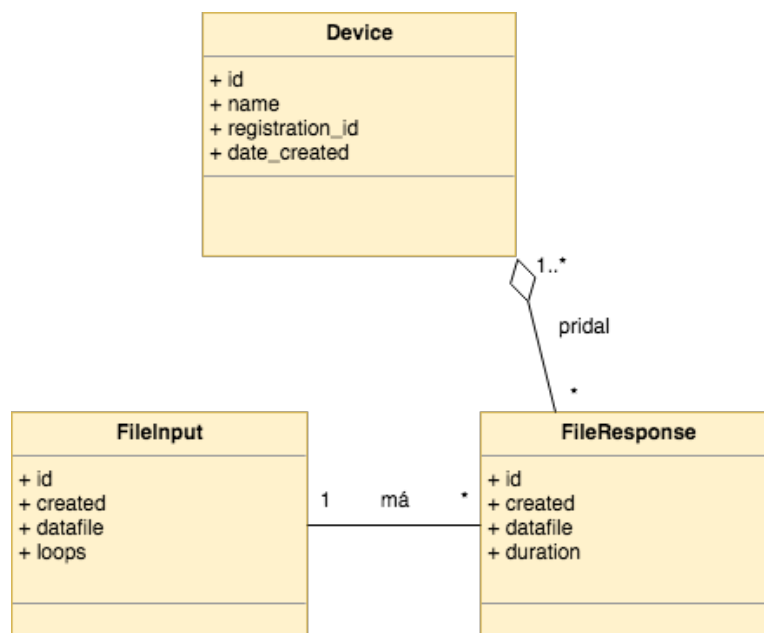 Device
+ id
+ name
+ registration_id
+ date_created
1..*
pridal
*
FileInput
+ id
+ created
+ datafile
+ loops
1 má *
FileResponse
+ id
+ created
+ datafile
+ duration